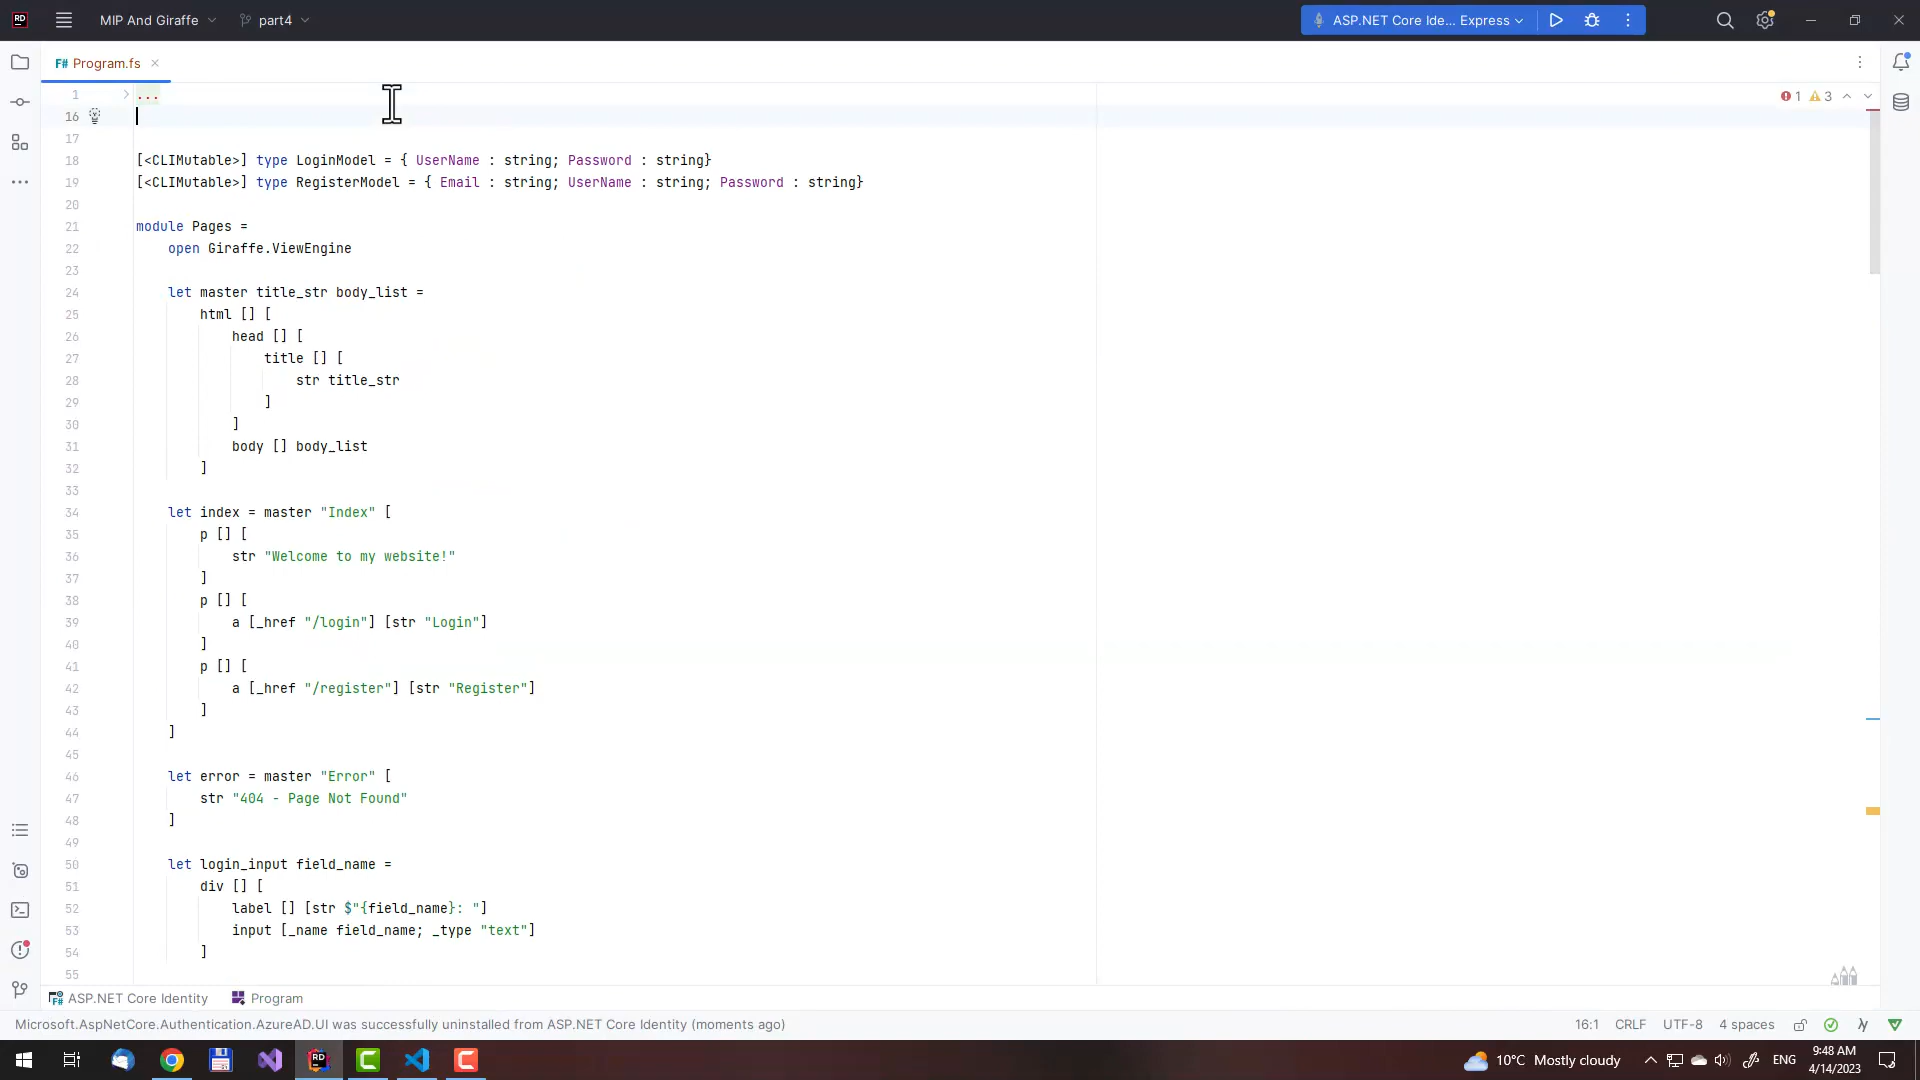 RD
MIP And Giraffe
part4
ASP.NET Core Ide... Express
F# Program.fs
1 ...
1 3
16
17
18 [<CLIMutable>] type LoginModel = { UserName : string; Password : string}
19 [<CLIMutable>] type RegisterModel = { Email : string; UserName : string; Password : string}
20
21 module Pages =
22 open Giraffe.ViewEngine
23
24 let master title_str body_list =
25 html [] [
26 head [] [
27 title [] [
28 str title_str
29 ]
30 ]
31 body [] body_list
32 ]
33
34 let index = master "Index" [
35 p [] [
36 str "Welcome to my website!"
37 ]
38 p [] [
39 a [_href "/login"] [str "Login"]
40 ]
41 p [] [
42 a [_href "/register"] [str "Register"]
43 ]
44 ]
45
46 let error = master "Error" [
47 str "404 - Page Not Found"
48 ]
49
50 let login_input field_name =
51 div [] [
52 label [] [str $"{field_name}: "]
53 input [_name field_name; _type "text"]
54 ]
55
F# ASP.NET Core Identity Program
Microsoft.AspNetCore.Authentication.AzureAD.UI was successfully uninstalled from ASP.NET Core Identity (moments ago)
16:1 CRLF UTF-8 4 spaces
RD
10°C Mostly cloudy
ENG
9:48 AM
4/14/2023